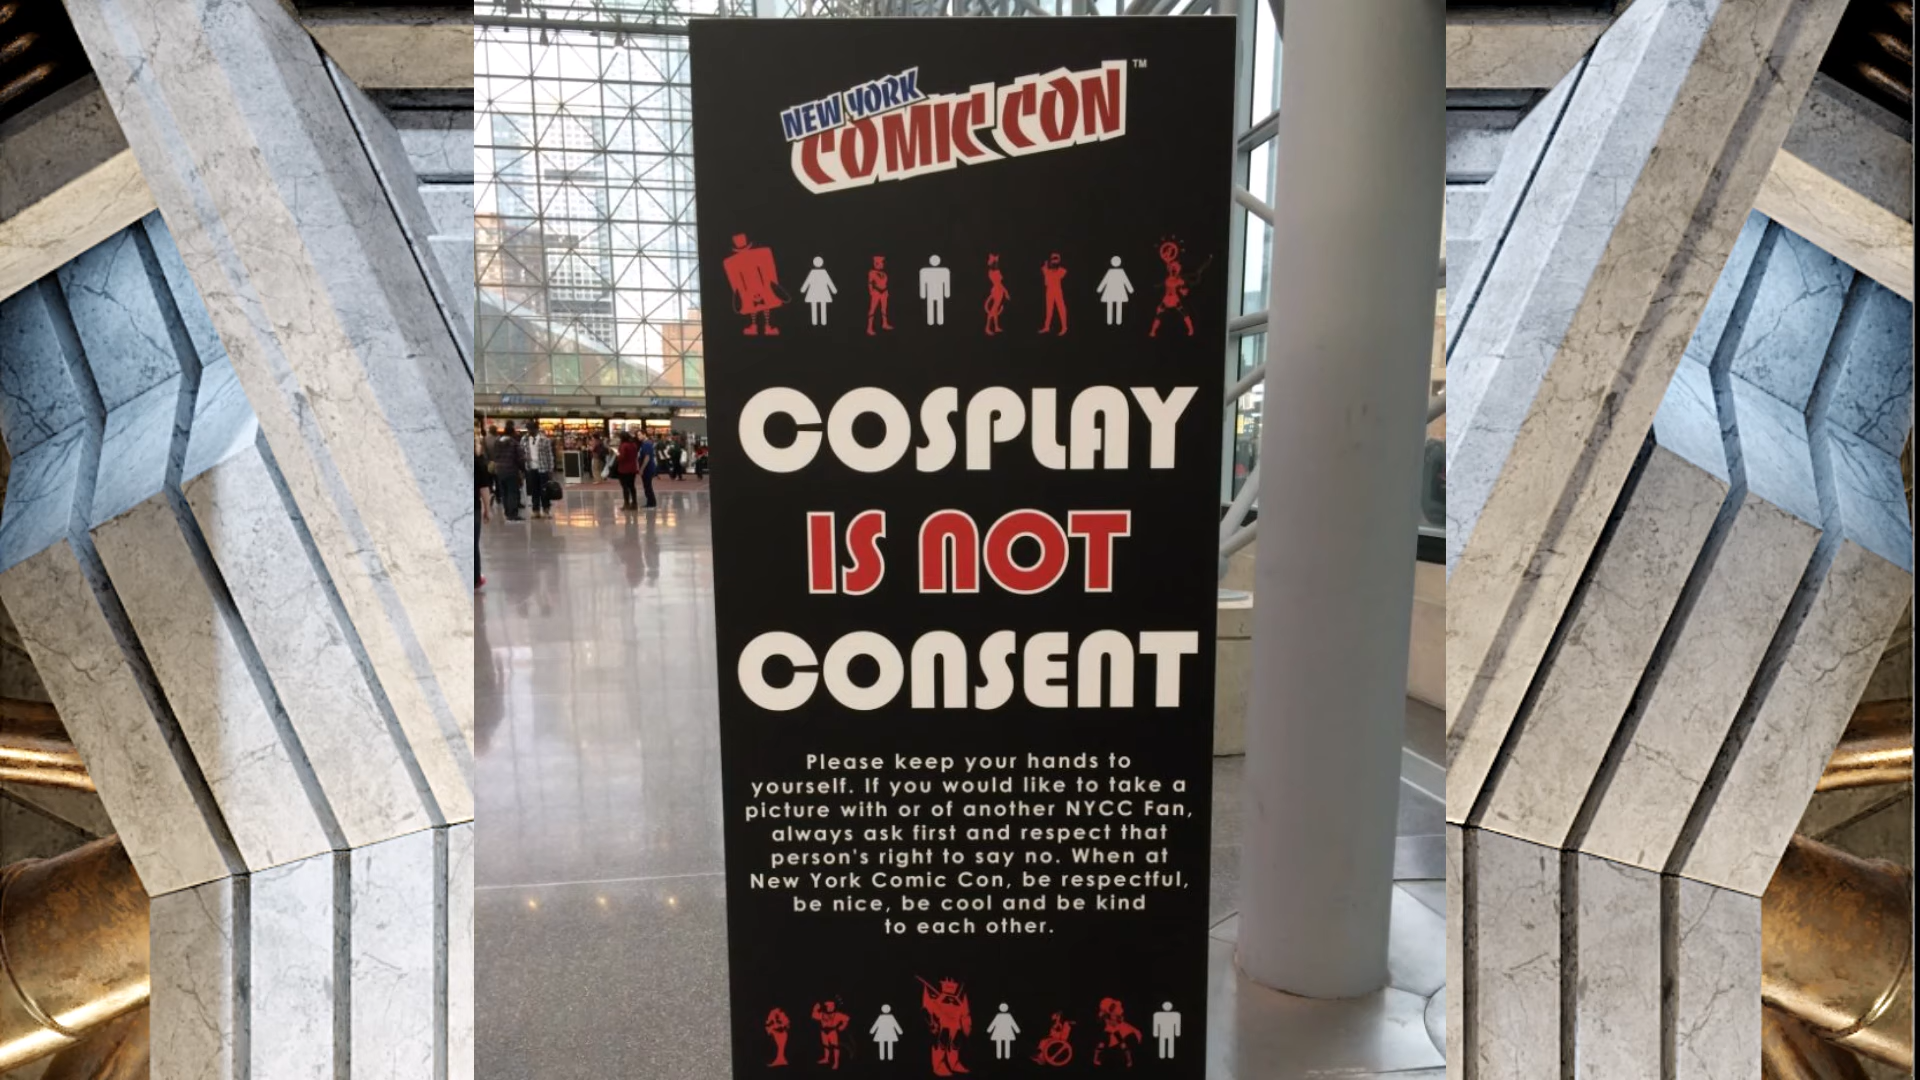 NEW YORK
COMIC CON
TM
COSPLAY
IS NOT
CONSENT
Please keep your hands to
yourself. If you would like to take a
picture with or of another NYCC Fan,
always ask first and respect that
person's right to say no. When at
New York Comic Con, be respectful,
be nice, be cool and be kind
to each other.